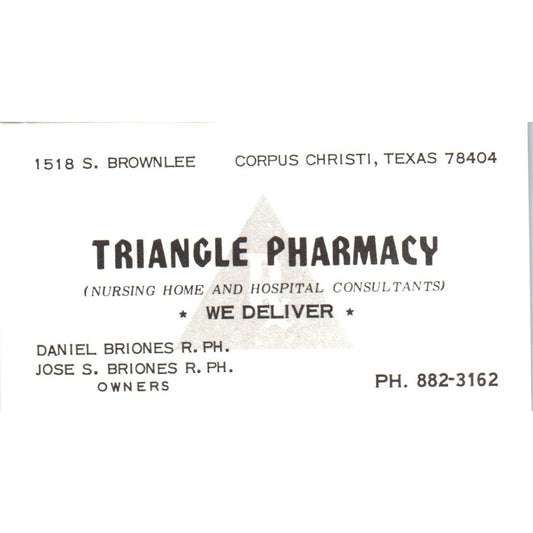 1518 S. BROWNLEE CORPUS CHRISTI, TEXAS 78404
TRIANGLE PHARMACY
(NURSING HOME AND HOSPITAL CONSULTANTS)
* WE DELIVER *
DANIEL BRIONES R. PH.
JOSE S. BRIONES R. PH.
OWNERS
PH. 882-3162